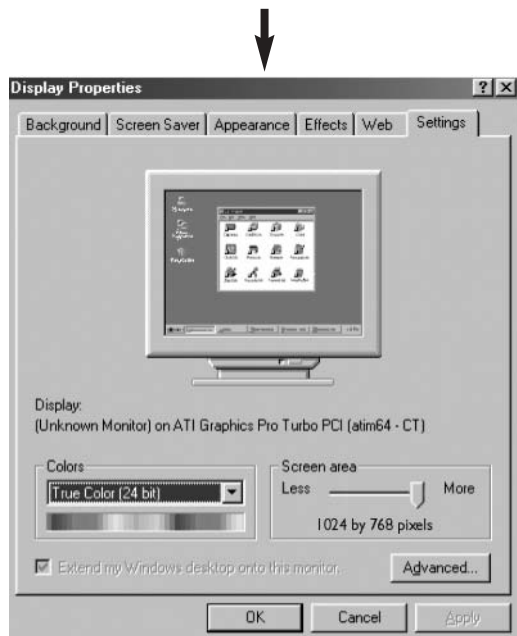 Display Properties
Background Screen Saver Appearance Effects Web Settings
Display:
(Unknown Monitor) on ATI Graphics Pro Turbo PCI (atim64 - CT)
Colors
True Color (24 bit)
Screen area
Less More
1024 by 768 pixels
Extend my Windows desktop onto this monitor.
Advanced...
OK Cancel Apply